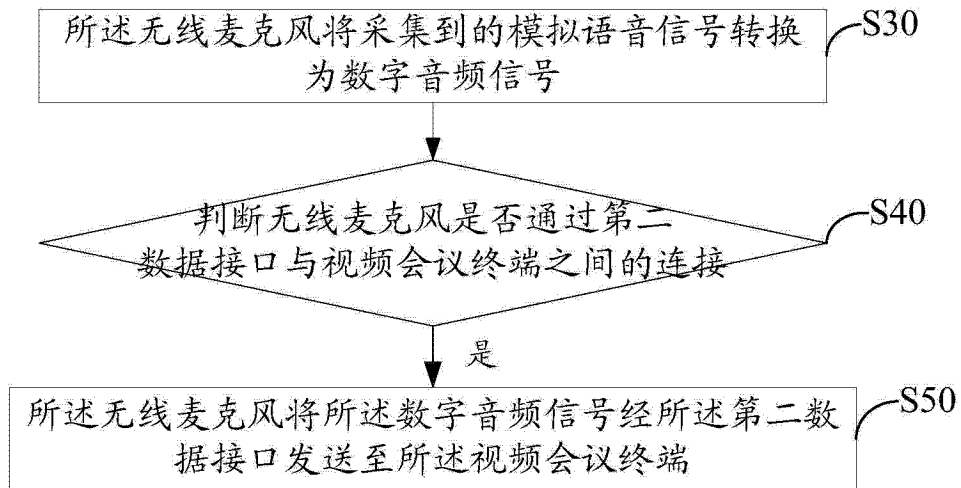 所述无线麦克风将采集到的模拟语音信号转换
为数字音频信号
S30
判断无线麦克风是否通过第二
数据接口与视频会议终端之间的连接
S40
是
所述无线麦克风将所述数字音频信号经所述第二数
据接口发送至所述视频会议终端
S50